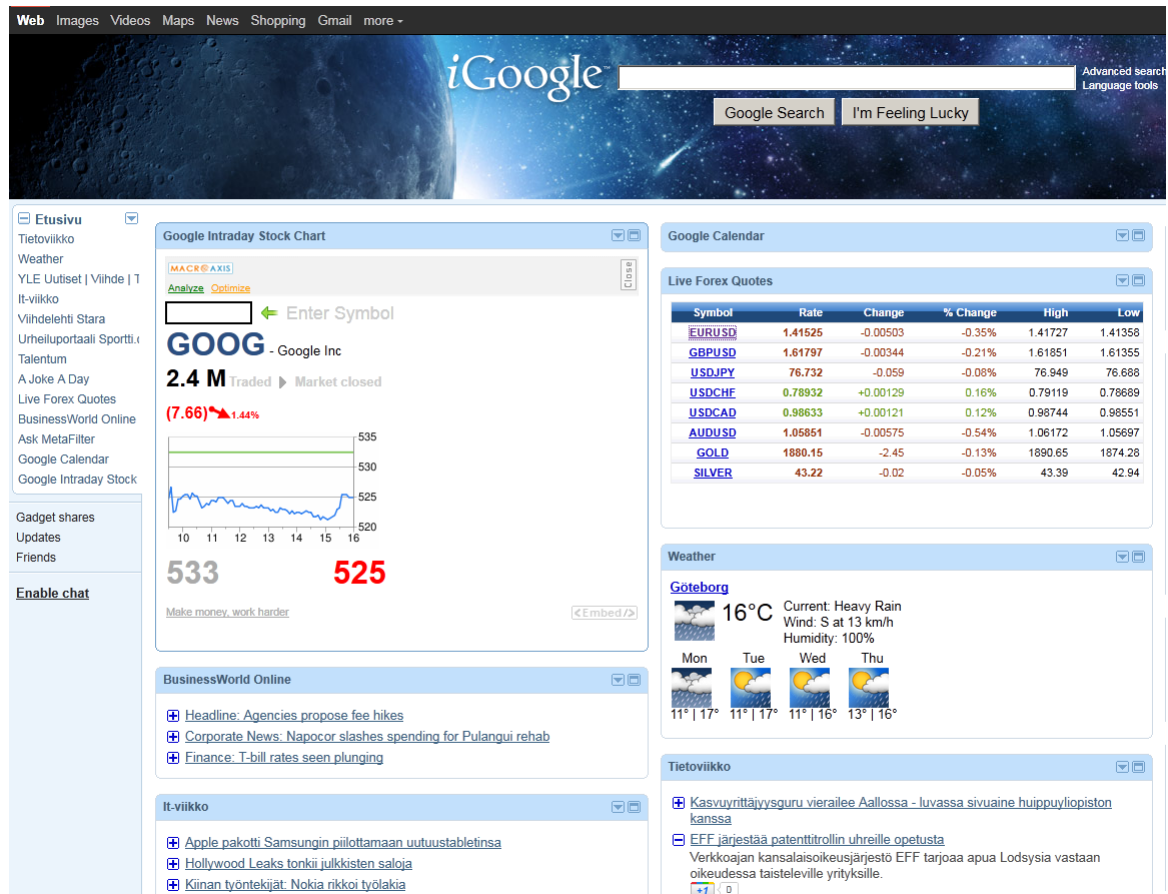 Web Images Videos Maps News Shopping Gmail more
iGoogle™
Advanced search
Language tools
Google Search I'm Feeling Lucky
Etusivu
Tietoviikko
Weather
YLE Uutiset | Viihde | T
It-viikko
Viihdelehti Stara
Urheiluportaali Sportti.
Talentum
A Joke A Day
Live Forex Quotes
BusinessWorld Online
Ask MetaFilter
Google Calendar
Google Intraday Stock
Gadget shares
Updates
Friends
Enable chat
Google Intraday Stock Chart
MACROAXIS
Close
Analyze Optimize
Enter Symbol
GOOG - Google Inc
2.4 M Traded Market closed
(7.66) 1.44%
535
530
525
520
10 11 12 13 14 15 16
533 525
Make money, work harder
<Embed/>
BusinessWorld Online
Headline: Agencies propose fee hikes
Corporate News: Napocor slashes spending for Pulangui rehab
Finance: T-bill rates seen plunging
It-viikko
Apple pakotti Samsungin piilottamaan uutuustabletinsa
Hollywood Leaks tonkii julkkisten saloja
Kiinan työntekijät: Nokia rikkoi työlakia
Google Calendar
Live Forex Quotes
Symbol Rate Change % Change High Low
EURUSD 1.41525 -0.00503 -0.35% 1.41727 1.41358
GBPUSD 1.61797 -0.00344 -0.21% 1.61851 1.61355
USDJPY 76.732 -0.059 -0.08% 76.949 76.688
USDCHF 0.78932 +0.00129 0.16% 0.79119 0.78689
USDCAD 0.98633 +0.00121 0.12% 0.98744 0.98551
AUDUSD 1.05851 -0.00575 -0.54% 1.06172 1.05697
GOLD 1880.15 -2.45 -0.13% 1890.65 1874.28
SILVER 43.22 -0.02 -0.05% 43.39 42.94
Weather
Göteborg
16°C
Current: Heavy Rain
Wind: S at 13 km/h
Humidity: 100%
Mon Tue Wed Thu
11° | 17° 11° | 17° 11° | 16° 13° | 16°
Tietoviikko
Kasvuyrittäjyysguru vierailee Aallossa - luvassa sivuaine huippuyliopiston
kanssa
EFF järjestää patenttitrollin uhreille opetusta
Verkkoajan kansalaisoikeusjärjestö EFF tarjoaa apua Lodsysia vastaan
oikeudessa taisteleville yrityksille.
+1 0